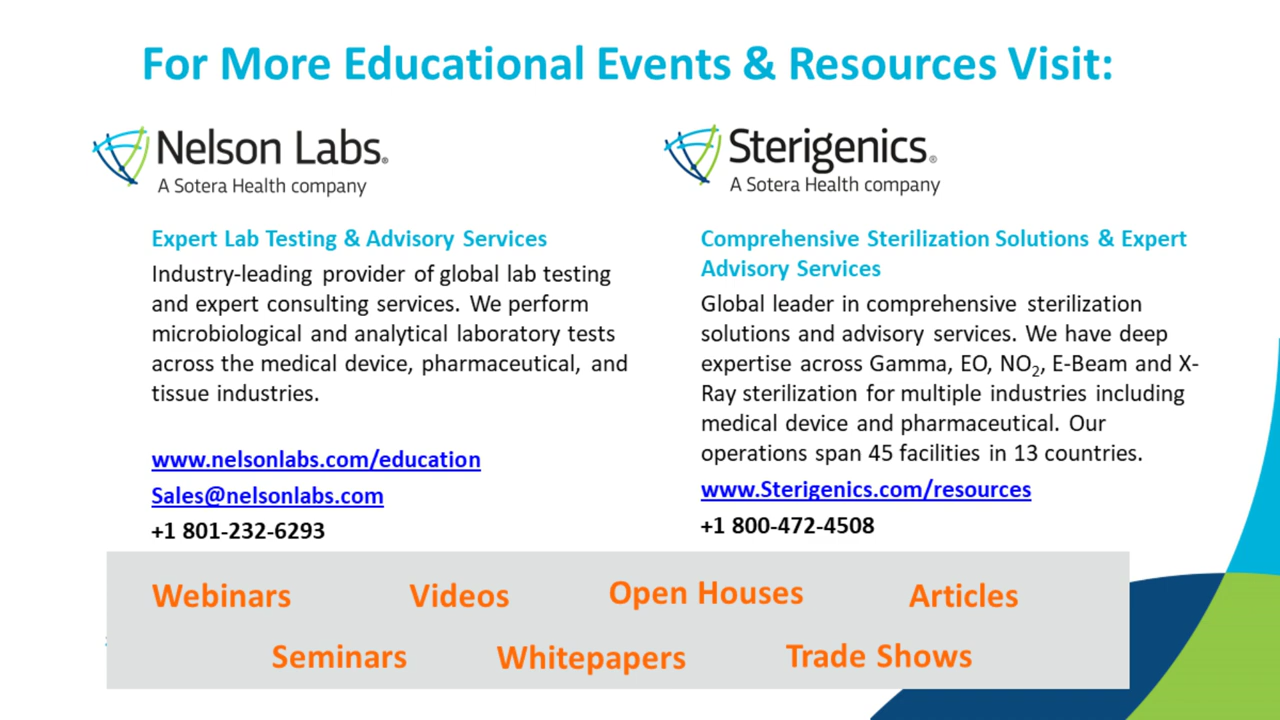 For More Educational Events & Resources Visit:
Nelson Labs®
A Sotera Health company
Expert Lab Testing & Advisory Services
Industry-leading provider of global lab testing
and expert consulting services. We perform
microbiological and analytical laboratory tests
across the medical device, pharmaceutical, and
tissue industries.
www.nelsonlabs.com/education
Sales@nelsonlabs.com
+1 801-232-6293
Sterigenics®
A Sotera Health company
Comprehensive Sterilization Solutions & Expert
Advisory Services
Global leader in comprehensive sterilization
solutions and advisory services. We have deep
expertise across Gamma, EO, NO₂, E-Beam and X-
Ray sterilization for multiple industries including
medical device and pharmaceutical. Our
operations span 45 facilities in 13 countries.
www.Sterigenics.com/resources
+1 800-472-4508
Webinars Videos Open Houses Articles
Seminars Whitepapers Trade Shows